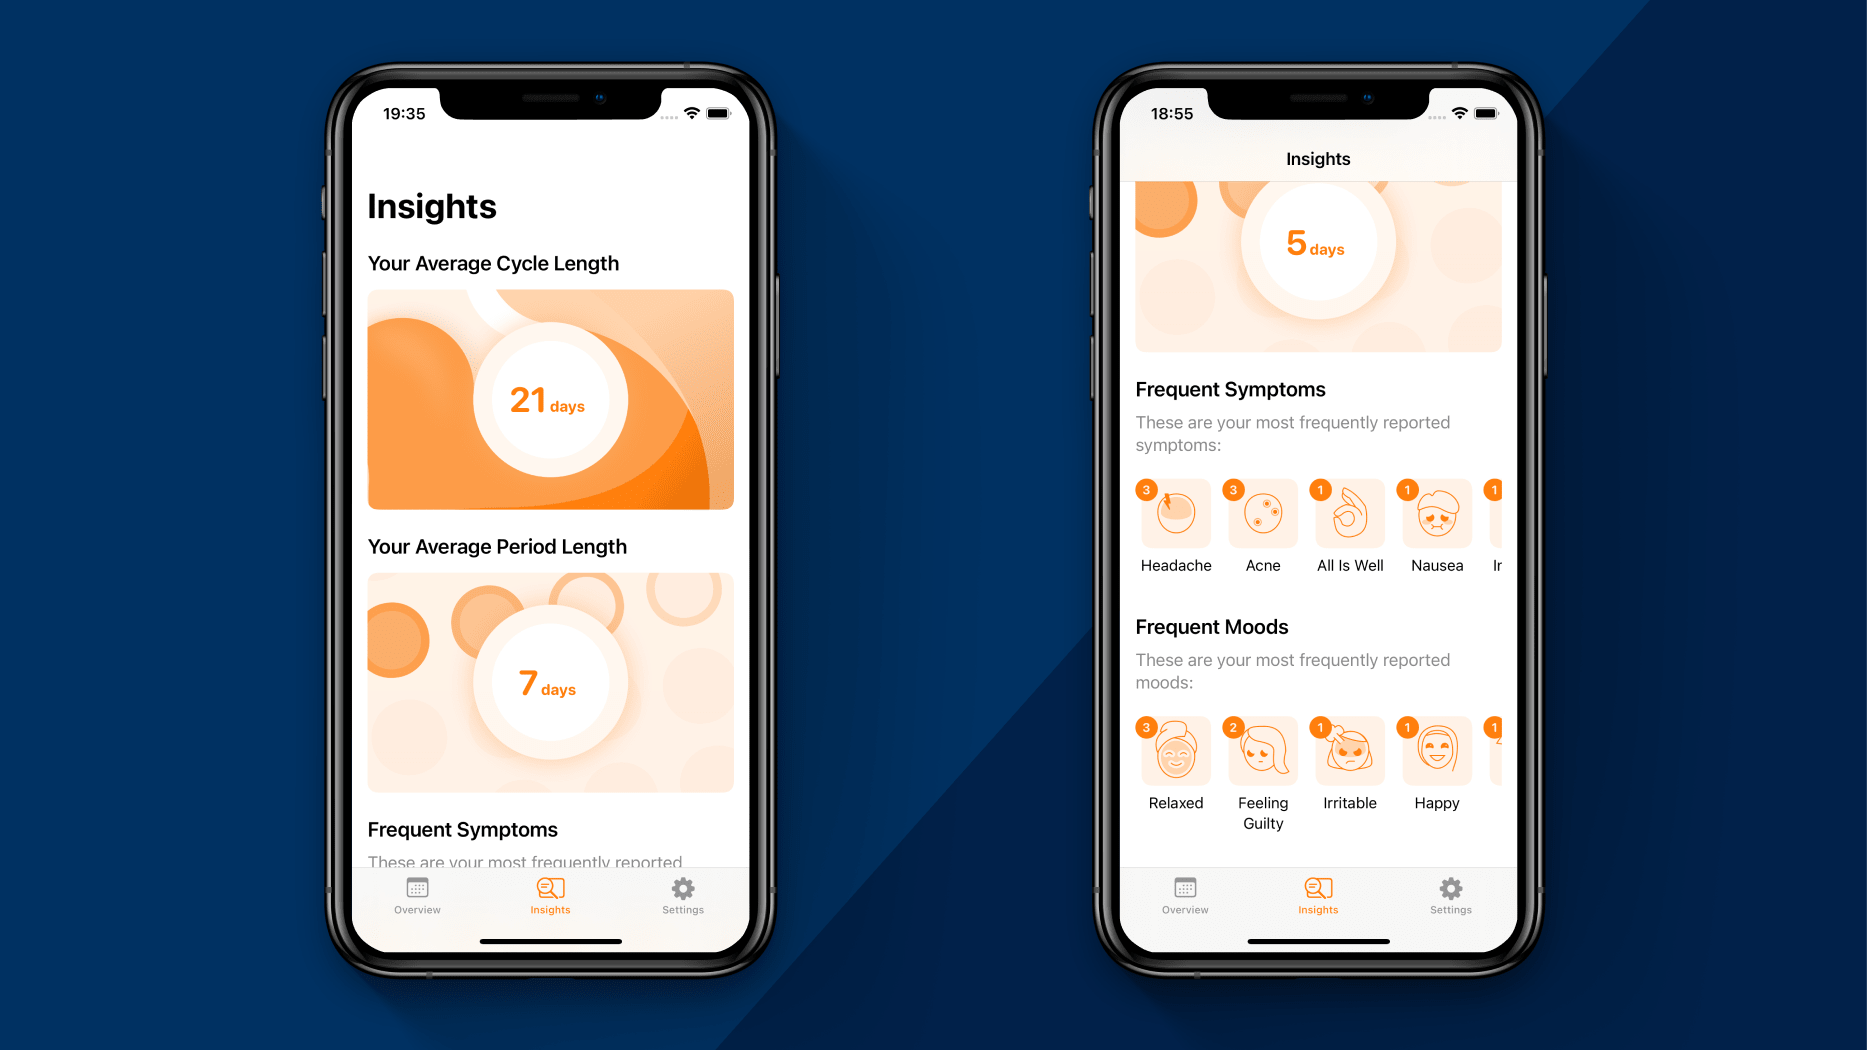 19:35
Insights
Your Average Cycle Length
21 days
Your Average Period Length
7 days
Frequent Symptoms
These are your most frequently reported
Overview
Insights
Settings
18:55
Insights
5 days
Frequent Symptoms
These are your most frequently reported
symptoms:
3
3
1
1
1
Headache
Acne
All Is Well
Nausea
Frequent Moods
These are your most frequently reported
moods:
3
2
1
1
1
Relaxed
Feeling
Guilty
Irritable
Happy
Overview
Insights
Settings